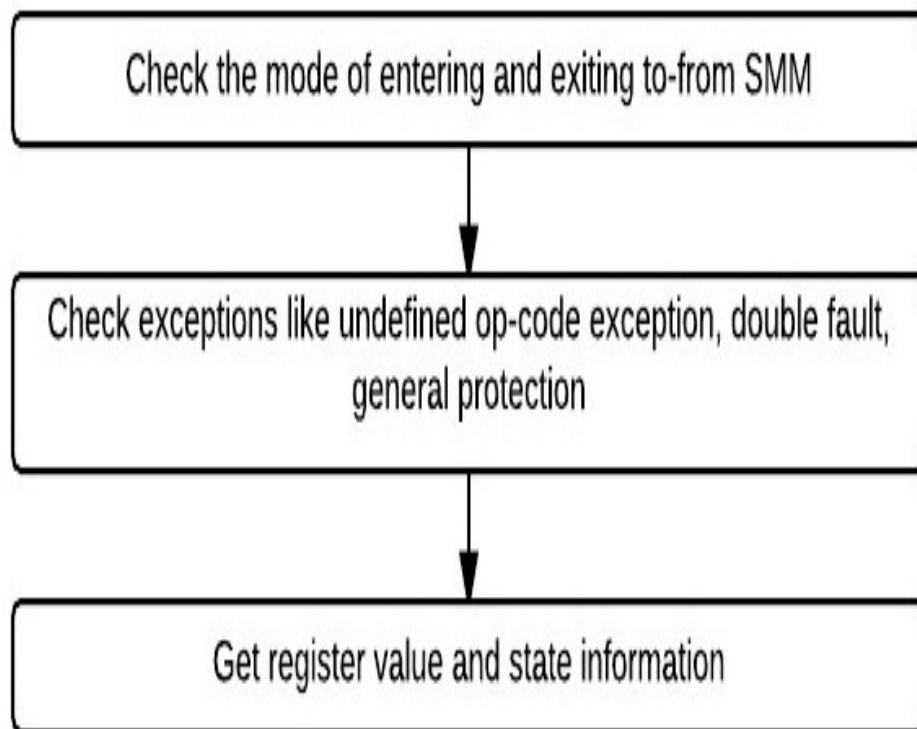 Check the mode of entering and exiting to-from SMM
Check exceptions like undefined op-code exception, double fault,
general protection
Get register value and state information